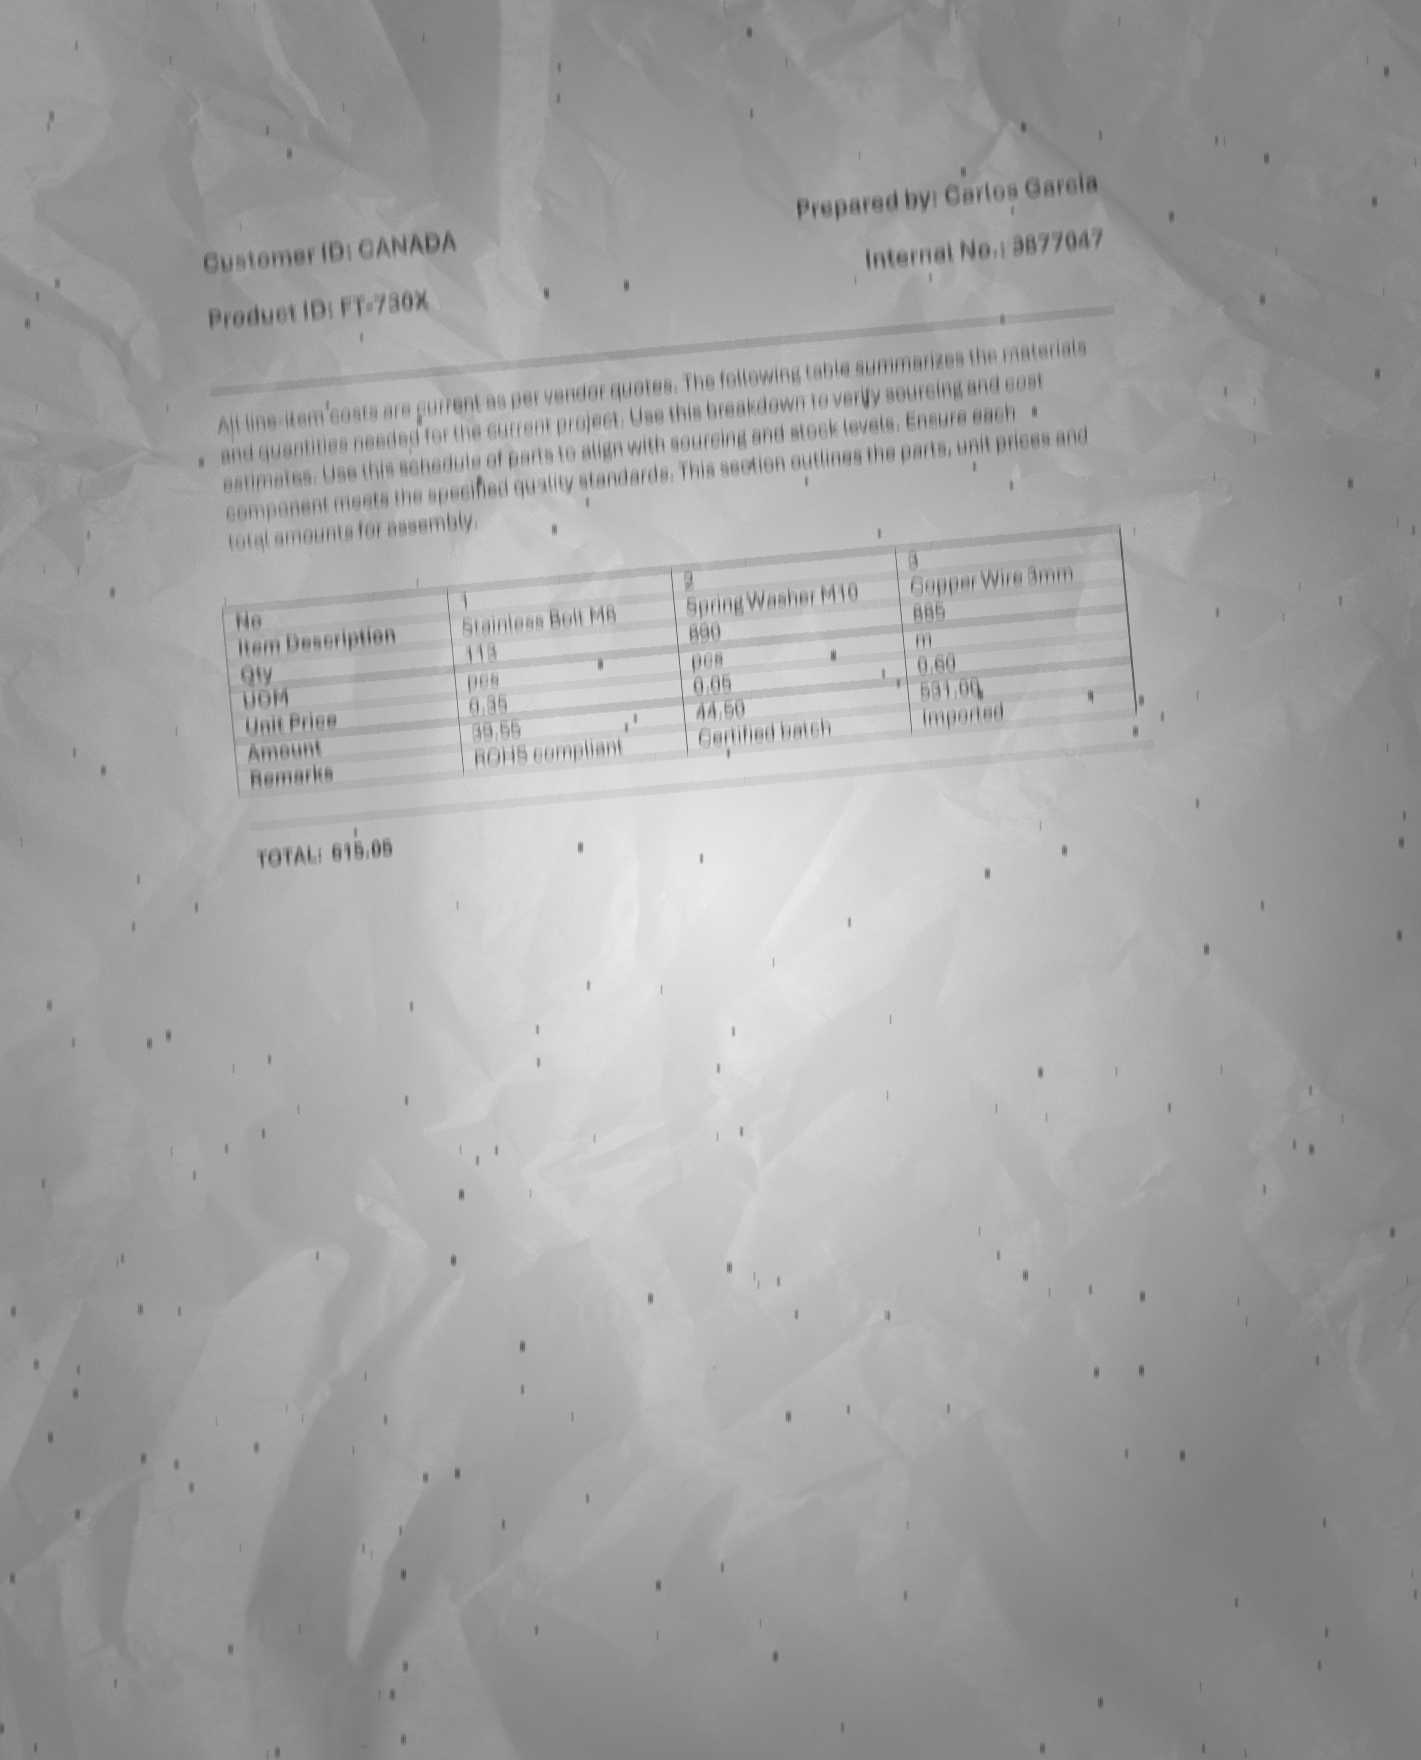 Prepared by: Carlos Garcia
Customer ID: CANADA
Internal No.: 3877047
Product ID: FT-730X
All line-item costs are current as per vendor quotes. The following table summarizes the materials
and quantities needed for the current project. Use this breakdown to verify sourcing and cost
estimates. Use this schedule of parts to align with sourcing and stock levels. Ensure each
component meets the specified quality standards. This section outlines the parts, unit prices and
total amounts for assembly.
No 1 2 3
Item Description Stainless Bolt M8 Spring Washer M10 Copper Wire 3mm
Qty 113 890 885
UOM pcs pcs m
Unit Price 0.35 0.05 0.60
Amount 39.55 44.50 531.00
Remarks ROHS compliant Certified batch Imported
TOTAL: 615.05